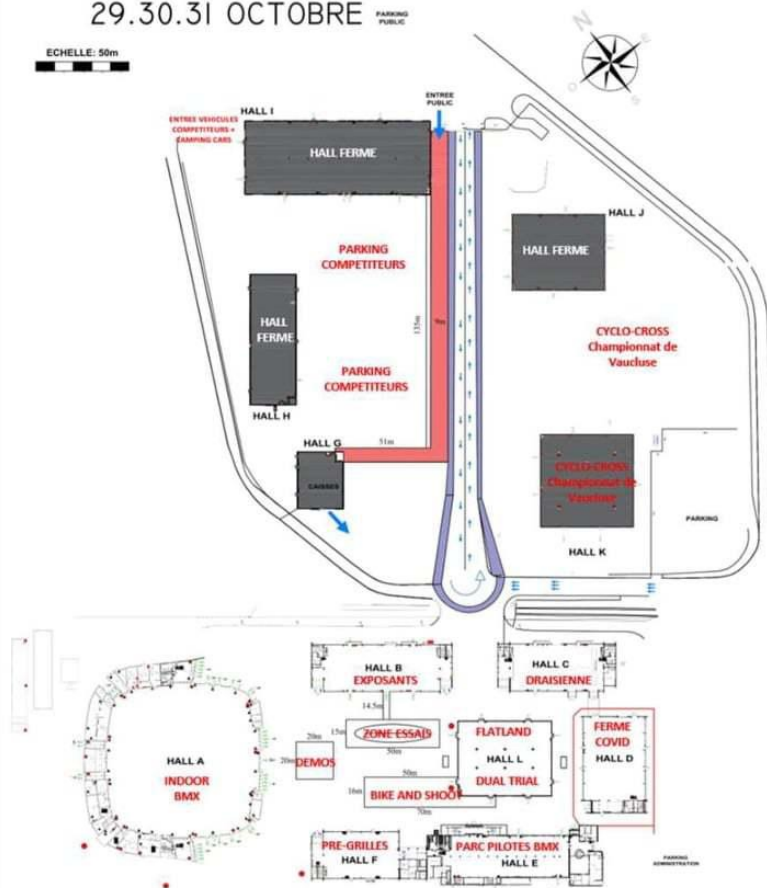 29.30.31 OCTOBRE
PARKING
PUBLIC
ECHELLE: 50m
N
E
S
O
ENTREE
PUBLIC
HALL I
ENTREE VEHICULES
COMPETITEURS +
CAMPING CARS
HALL FERME
HALL J
HALL FERME
PARKING
COMPETITEURS
HALL
FERME
135m
9m
CYCLO-CROSS
Championnat de
Vaucluse
PARKING
COMPETITEURS
HALL H
HALL G
51m
CAISSES
CYCLO-CROSS
Championnat de
Vaucluse
PARKING
HALL K
HALL B
EXPOSANTS
HALL C
DRAISIENNE
14.5m
15m
ZONE ESSAIS
50m
FLATLAND
HALL L
DUAL TRIAL
FERME
COVID
HALL D
20m
20m
DEMOS
HALL A
INDOOR
BMX
50m
16m
BIKE AND SHOOT
70m
PRE-GRILLES
HALL F
PARC PILOTES BMX
HALL E
PARKING
ADMINISTRATION